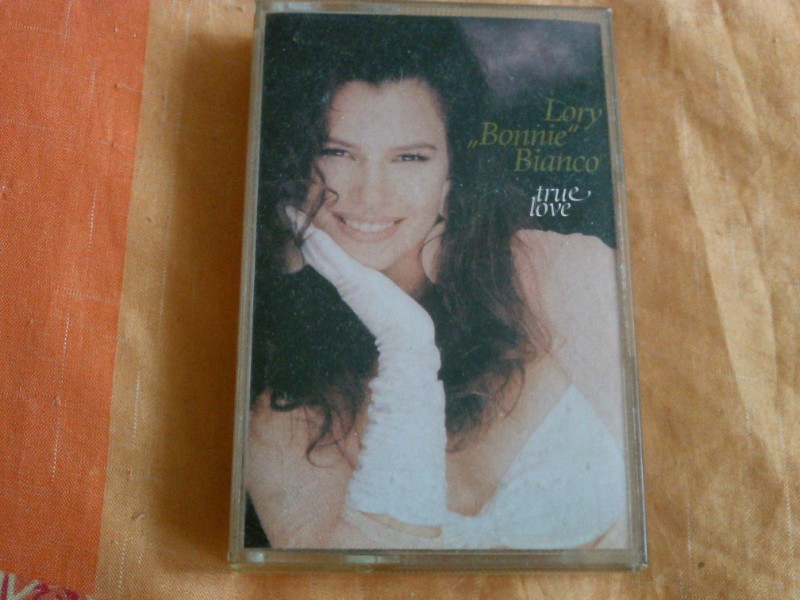 Lory
„Bonnie“
Bianco
true
love